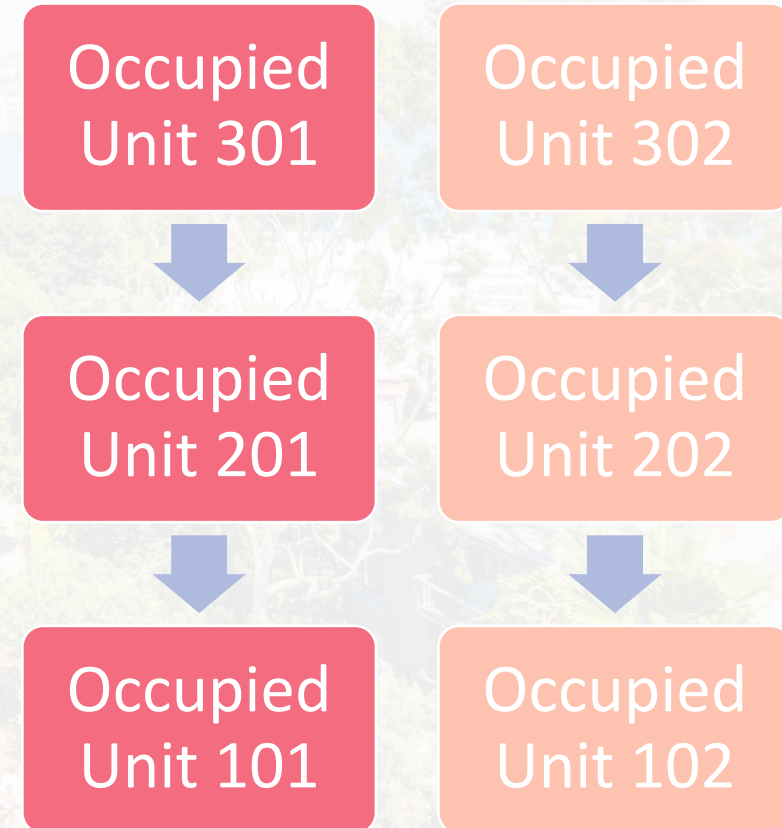 Occupied
Unit 301
Occupied
Unit 302
Occupied
Unit 201
Occupied
Unit 202
Occupied
Unit 101
Occupied
Unit 102